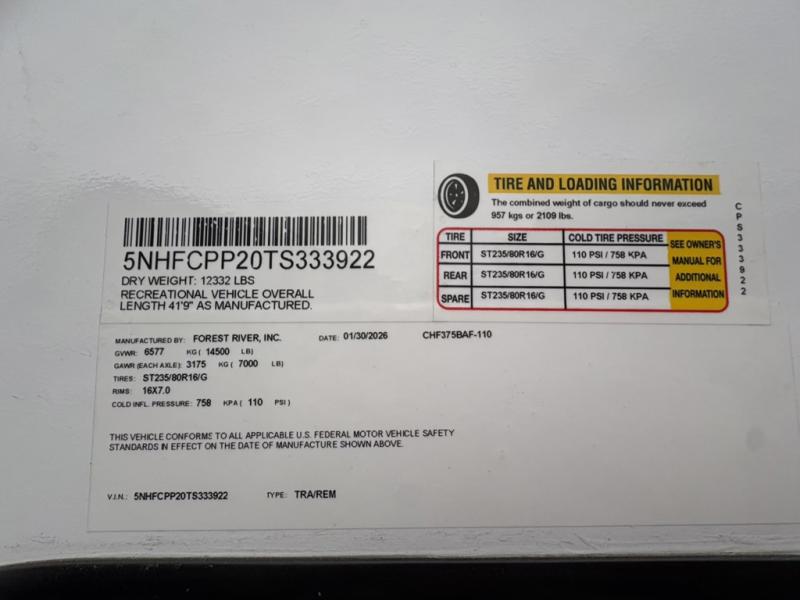 TIRE AND LOADING INFORMATION
The combined weight of cargo should never exceed
957 kgs or 2109 lbs.
TIRE SIZE COLD TIRE PRESSURE
FRONT ST235/80R16/G 110 PSI / 758 KPA
REAR ST235/80R16/G 110 PSI / 758 KPA
SPARE ST235/80R16/G 110 PSI / 758 KPA
SEE OWNER'S
MANUAL FOR
ADDITIONAL
INFORMATION
CPS333922
5NHFCPP20TS333922
DRY WEIGHT: 12332 LBS
RECREATIONAL VEHICLE OVERALL
LENGTH 41'9" AS MANUFACTURED.
MANUFACTURED BY: FOREST RIVER, INC. DATE: 01/30/2026 CHF375BAF-110
GVWR: 6577 KG ( 14500 LB)
GAWR (EACH AXLE): 3175 KG ( 7000 LB)
TIRES: ST235/80R16/G
RIMS: 16X7.0
COLD INFL. PRESSURE: 758 KPA ( 110 PSI )
THIS VEHICLE CONFORMS TO ALL APPLICABLE U.S. FEDERAL MOTOR VEHICLE SAFETY
STANDARDS IN EFFECT ON THE DATE OF MANUFACTURE SHOWN ABOVE.
V.I.N.: 5NHFCPP20TS333922 TYPE: TRA/REM